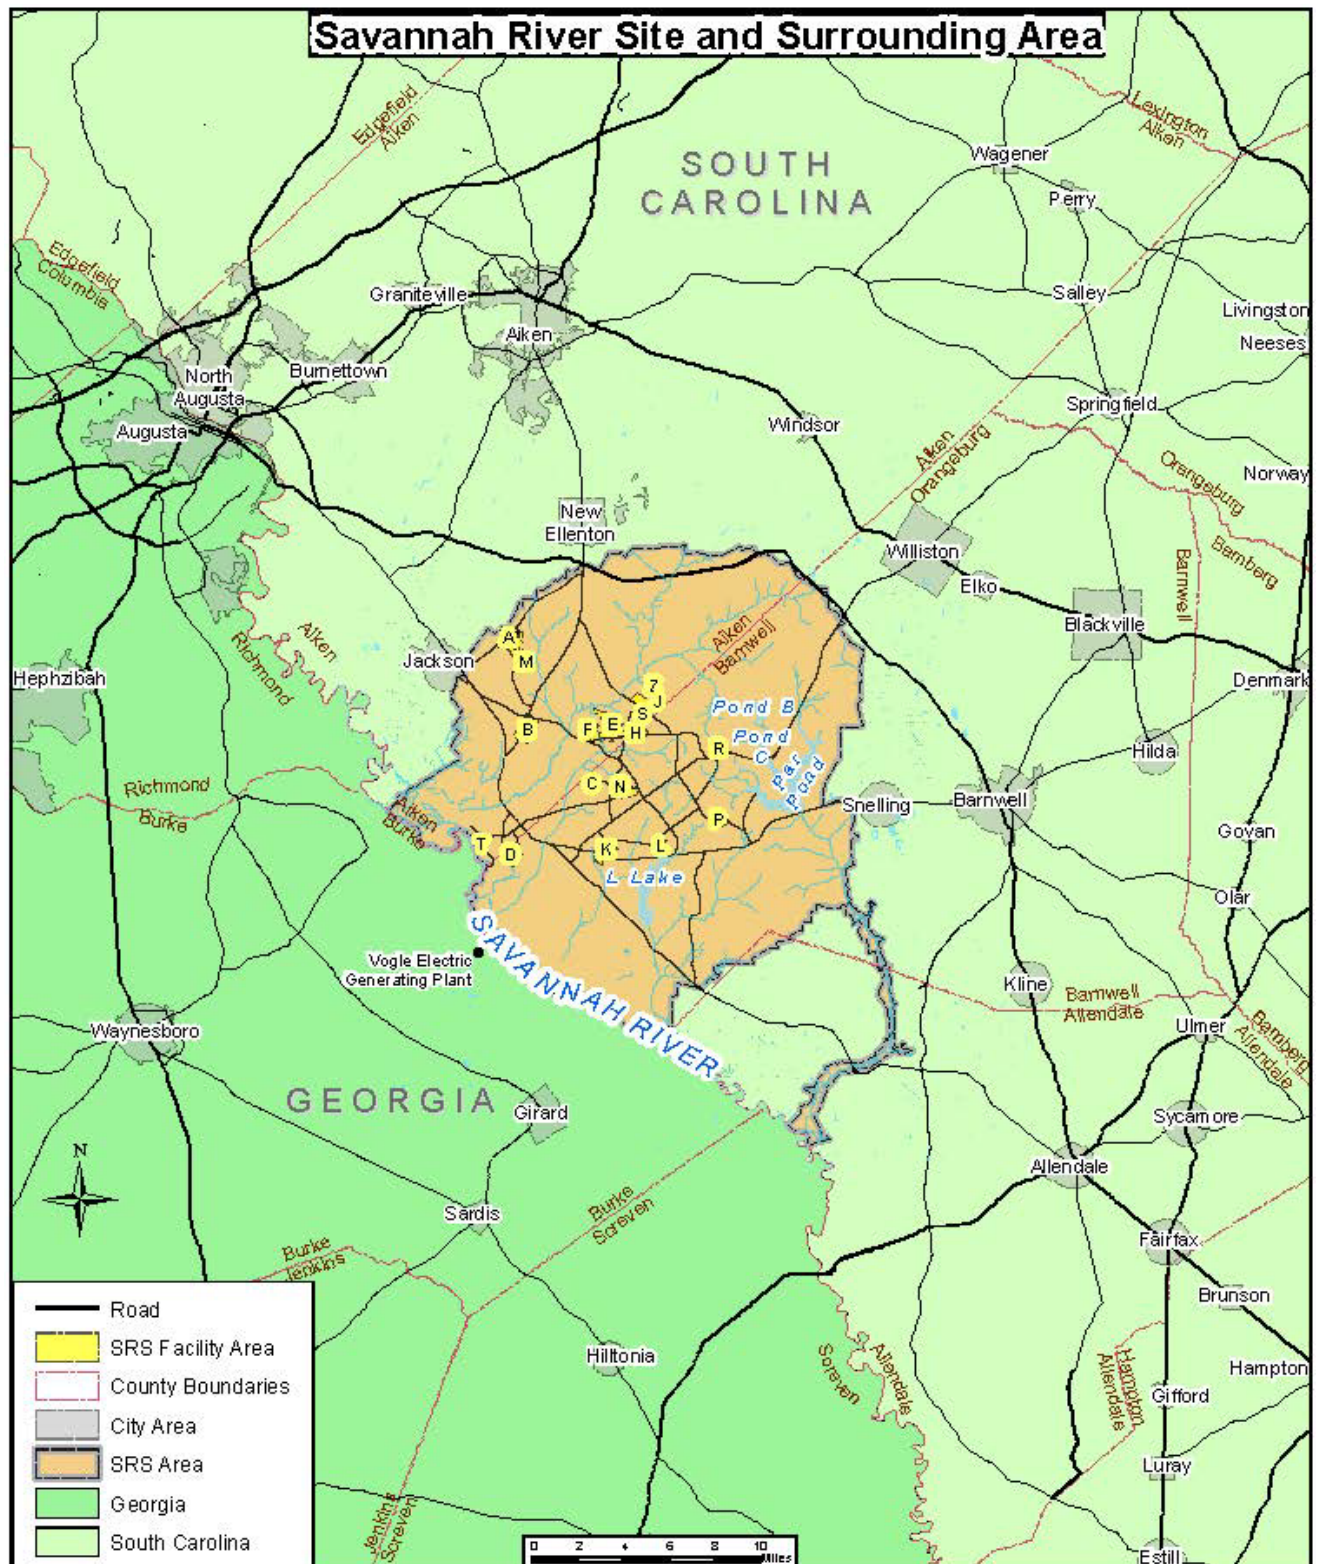 Savannah River Site and Surrounding Area
Edgefield
Aiken
Lexington
Aiken
SOUTH
CAROLINA
Wagener
Perry
Edgefield
Columbia
Graniteville
Salley
Livingston
Aiken
Neeses
North
Augusta
Burnettown
Springfield
Augusta
Windsor
Aiken
Orangeburg
Orangeburg
Bamberg
Norway
New
Ellenton
Williston
Elko
Barnwell
Blackville
Aiken
Richmond
Aiken
Barnwell
Jackson
A
M
Hephzibah
Denmark
Z
J
S
Pond B
B
F
E
H
Pond
C
R
Par
Pond
Hilda
C
N
Richmond
Burke
Aiken
Burke
Snelling
Barnwell
P
Govan
T
D
K
L
L Lake
Olar
SAVANNAH RIVER
Vogle Electric
Generating Plant
Kline
Barnwell
Allendale
Ulmer
Bamberg
Allendale
Waynesboro
GEORGIA
Girard
Sycamore
N
Allendale
Sardis
Burke
Screven
Fairfax
Burke
Jenkins
Brunson
Road
SRS Facility Area
County Boundaries
City Area
SRS Area
Georgia
South Carolina
Hilltonia
Screven
Allendale
Hampton
Allendale
Hampton
Gifford
Luray
Jenkins
Screven
0 2 4 6 8 10
Miles
Estill